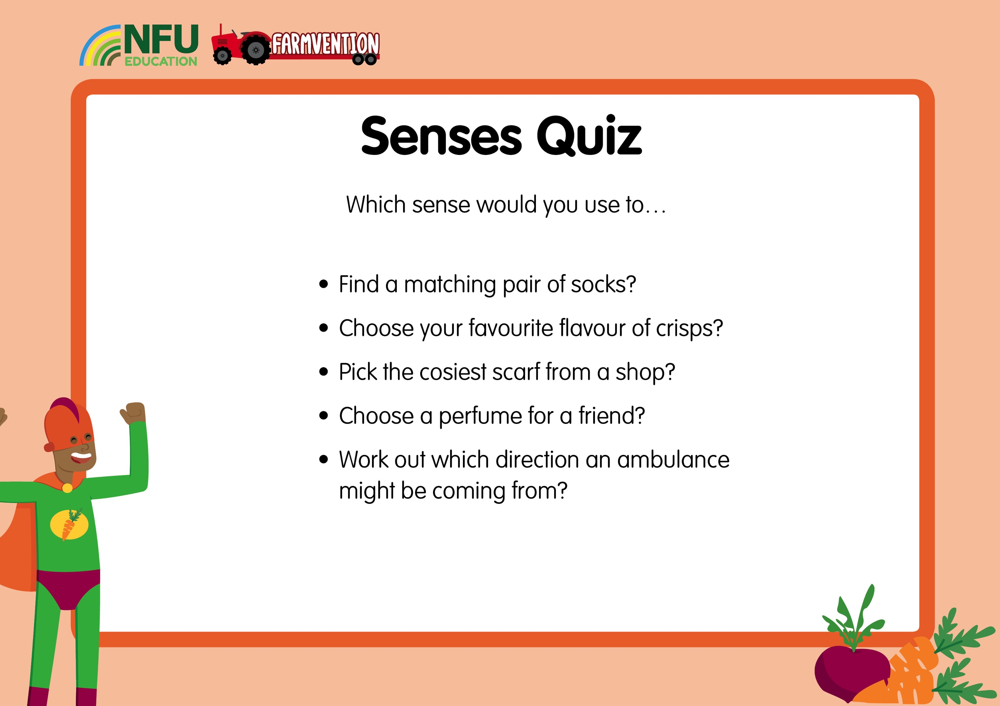 NFU
EDUCATION
FARMVENTION
Senses Quiz
Which sense would you use to...
• Find a matching pair of socks?
• Choose your favourite flavour of crisps?
• Pick the cosiest scarf from a shop?
• Choose a perfume for a friend?
• Work out which direction an ambulance
might be coming from?